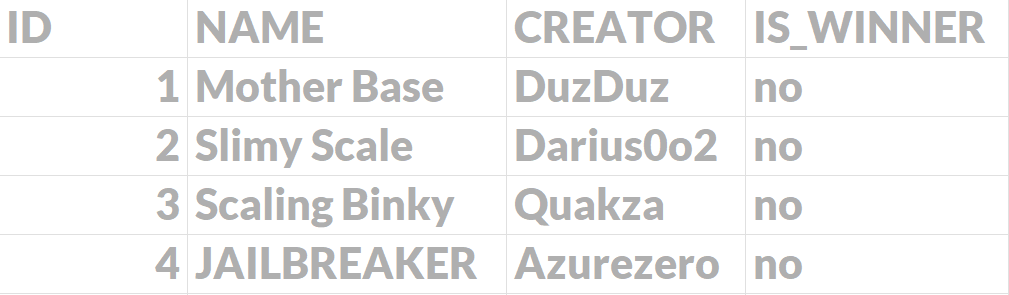 ID NAME CREATOR IS_WINNER
1 Mother Base DuzDuz no
2 Slimy Scale Darius0o2 no
3 Scaling Binky Quakza no
4 JAILBREAKER Azurezero no